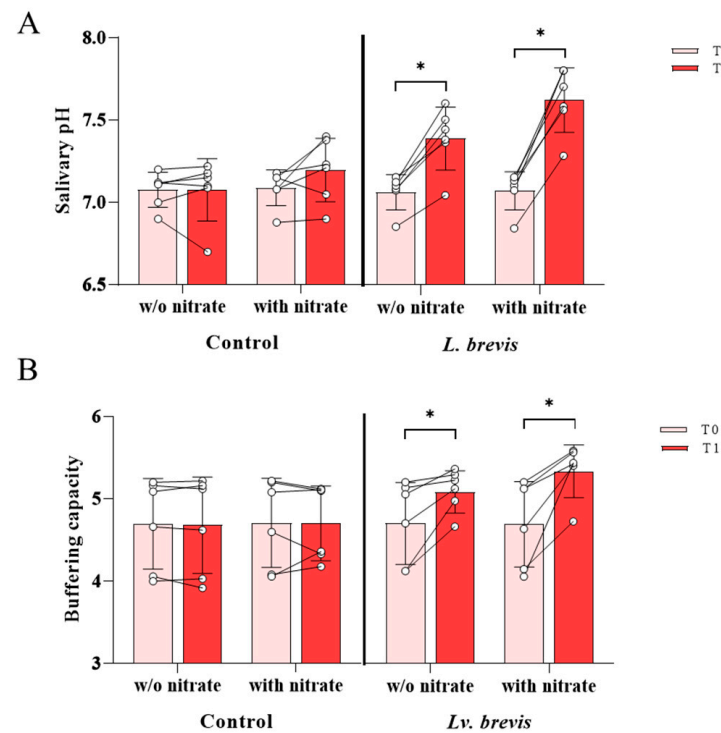 A
8.0
7.5
7.0
6.5
Salivary pH
*
*
T
T
w/o nitrate with nitrate w/o nitrate with nitrate
Control L. brevis
B
6
5
4
3
Buffering capacity
*
*
T0
T1
w/o nitrate with nitrate w/o nitrate with nitrate
Control Lv. brevis